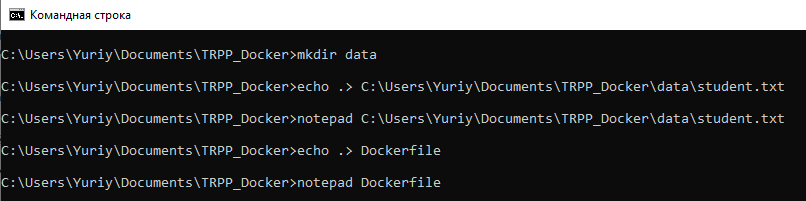 Командная строка
C:\Users\Yuriy\Documents\TRPP_Docker>mkdir data
C:\Users\Yuriy\Documents\TRPP_Docker>echo .> C:\Users\Yuriy\Documents\TRPP_Docker\data\student.txt
C:\Users\Yuriy\Documents\TRPP_Docker>notepad C:\Users\Yuriy\Documents\TRPP_Docker\data\student.txt
C:\Users\Yuriy\Documents\TRPP_Docker>echo .> Dockerfile
C:\Users\Yuriy\Documents\TRPP_Docker>notepad Dockerfile